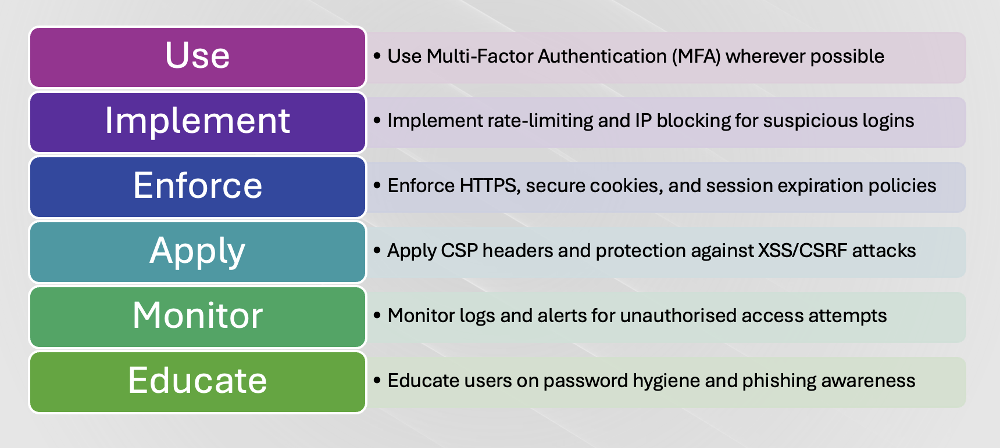 Use
• Use Multi-Factor Authentication (MFA) wherever possible
Implement
• Implement rate-limiting and IP blocking for suspicious logins
Enforce
• Enforce HTTPS, secure cookies, and session expiration policies
Apply
• Apply CSP headers and protection against XSS/CSRF attacks
Monitor
• Monitor logs and alerts for unauthorised access attempts
Educate
• Educate users on password hygiene and phishing awareness